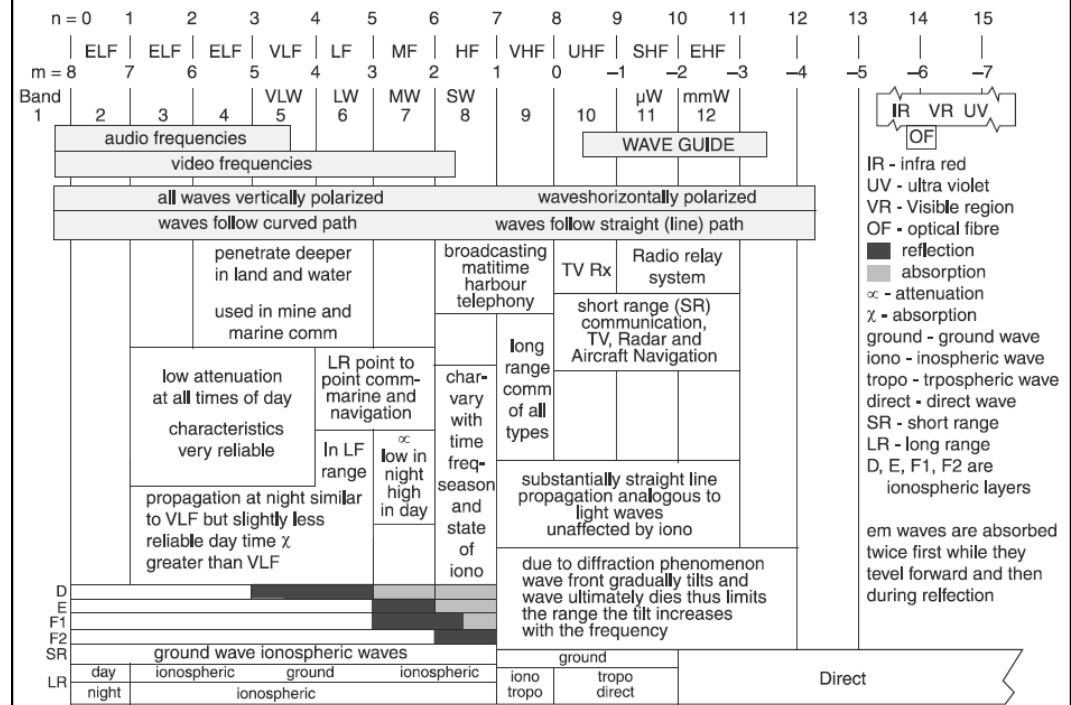 n = 0 1 2 3 4 5 6 7 8 9 10 11 12 13 14 15
ELF ELF ELF VLF LF MF HF VHF UHF SHF EHF
m = 8 7 6 5 4 3 2 1 0 –1 –2 –3 –4 –5 –6 –7
Band VLW LW MW SW µW mmW
1 2 3 4 5 6 7 8 9 10 11 12
IR VR UV
OF
audio frequencies
WAVE GUIDE
video frequencies
all waves vertically polarized waveshorizontally polarized
waves follow curved path waves follow straight (line) path
penetrate deeper
in land and water
used in mine and
marine comm
broadcasting
matitime
harbour
telephony
TV Rx
Radio relay
system
short range (SR)
communication,
TV, Radar and
Aircraft Navigation
low attenuation
at all times of day
characteristics
very reliable
LR point to
point comm-
marine and
navigation
In LF
range
∝
low in
night
high
in day
char-
vary
with
time
freq-
season
and
state
of
iono
long
range
comm
of all
types
propagation at night similar
to VLF but slightly less
reliable day time χ
greater than VLF
substantially straight line
propagation analogous to
light waves
unaffected by iono
due to diffraction phenomenon
wave front gradually tilts and
wave ultimately dies thus limits
the range the tilt increases
with the frequency
D
E
F1
F2
SR ground wave ionospheric waves ground
LR day ionospheric ground ionospheric
night ionospheric
iono
tropo
tropo
direct
Direct
IR - infra red
UV - ultra violet
VR - Visible region
OF - optical fibre
reflection
absorption
∝ - attenuation
χ - absorption
ground - ground wave
iono - inospheric wave
tropo - trpospheric wave
direct - direct wave
SR - short range
LR - long range
D, E, F1, F2 are
ionospheric layers
em waves are absorbed
twice first while they
tevel forward and then
during relfection